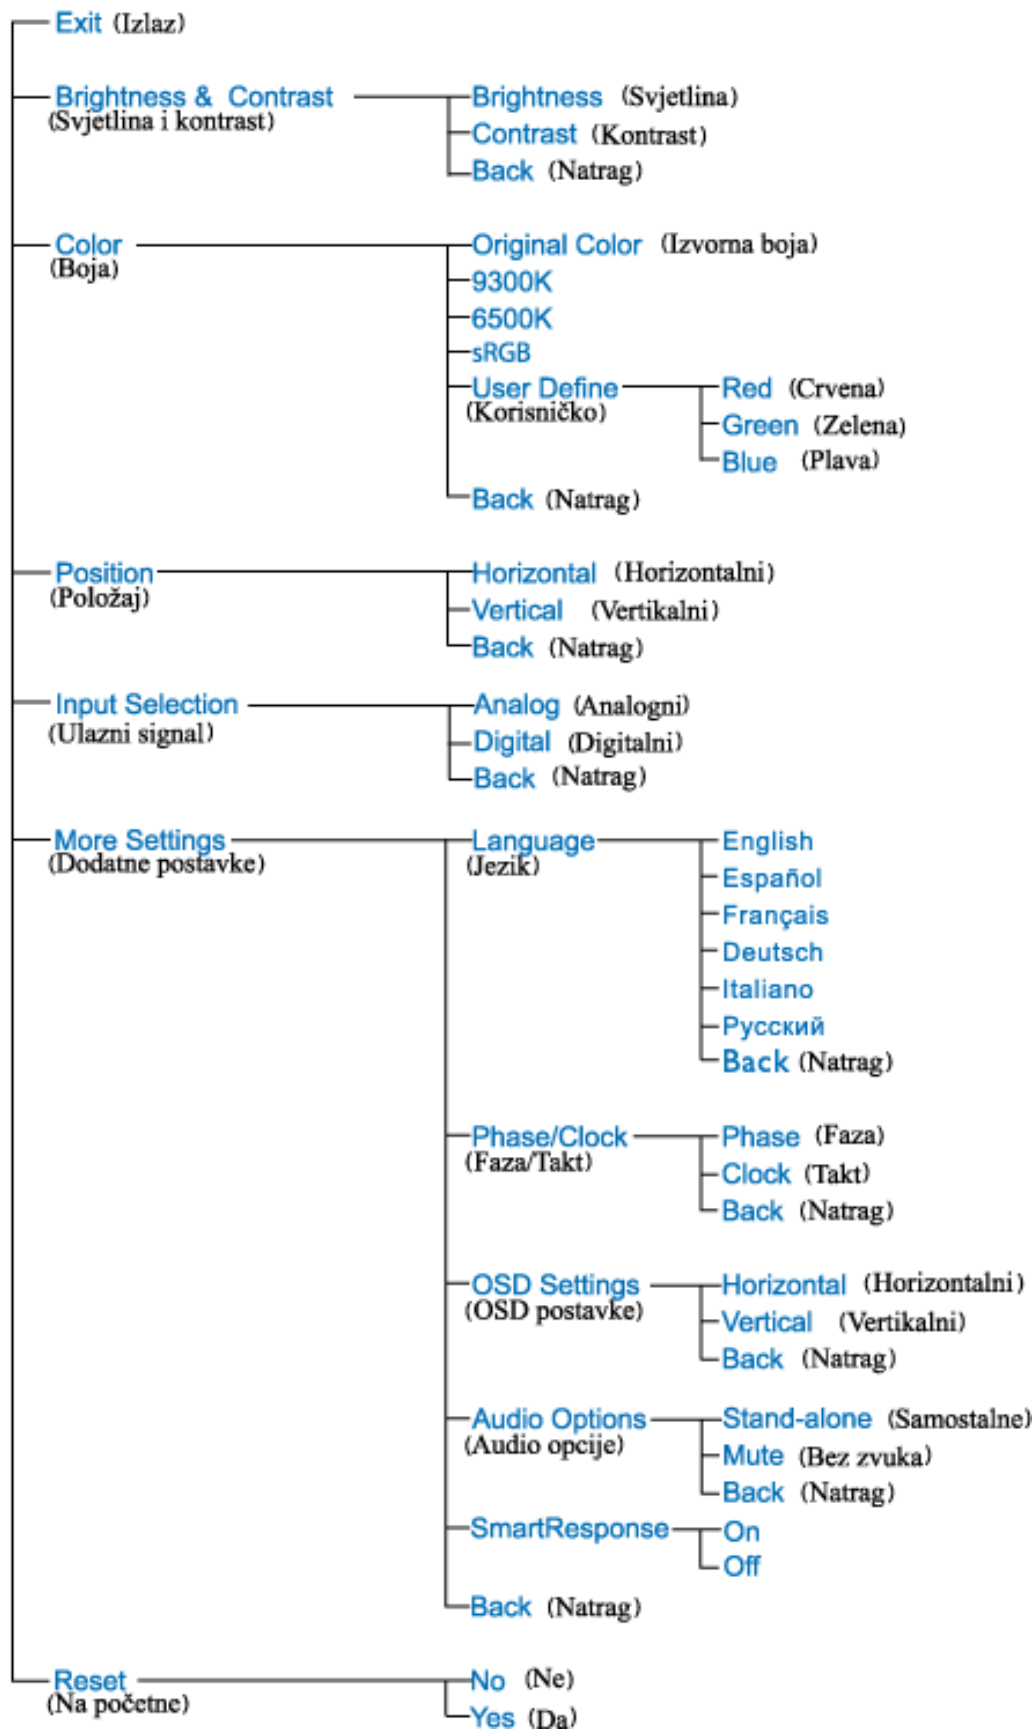 Exit (Izlaz)
Brightness & Contrast
(Svjetlina i kontrast)
Brightness (Svjetlina)
Contrast (Kontrast)
Back (Natrag)
Color
(Boja)
Original Color (Izvorna boja)
9300K
6500K
sRGB
User Define
(Korisničko)
Red (Crvena)
Green (Zelena)
Blue (Plava)
Back (Natrag)
Position
(Položaj)
Horizontal (Horizontalni)
Vertical (Vertikalni)
Back (Natrag)
Input Selection
(Ulazni signal)
Analog (Analogni)
Digital (Digitalni)
Back (Natrag)
More Settings
(Dodatne postavke)
Language
(Jezik)
English
Español
Français
Deutsch
Italiano
Русский
Back (Natrag)
Phase/Clock
(Faza/Takt)
Phase (Faza)
Clock (Takt)
Back (Natrag)
OSD Settings
(OSD postavke)
Horizontal (Horizontalni)
Vertical (Vertikalni)
Back (Natrag)
Audio Options
(Audio opcije)
Stand-alone (Samostalne)
Mute (Bez zvuka)
Back (Natrag)
SmartResponse
On
Off
Back (Natrag)
Reset
(Na početne)
No (Ne)
Yes (Da)